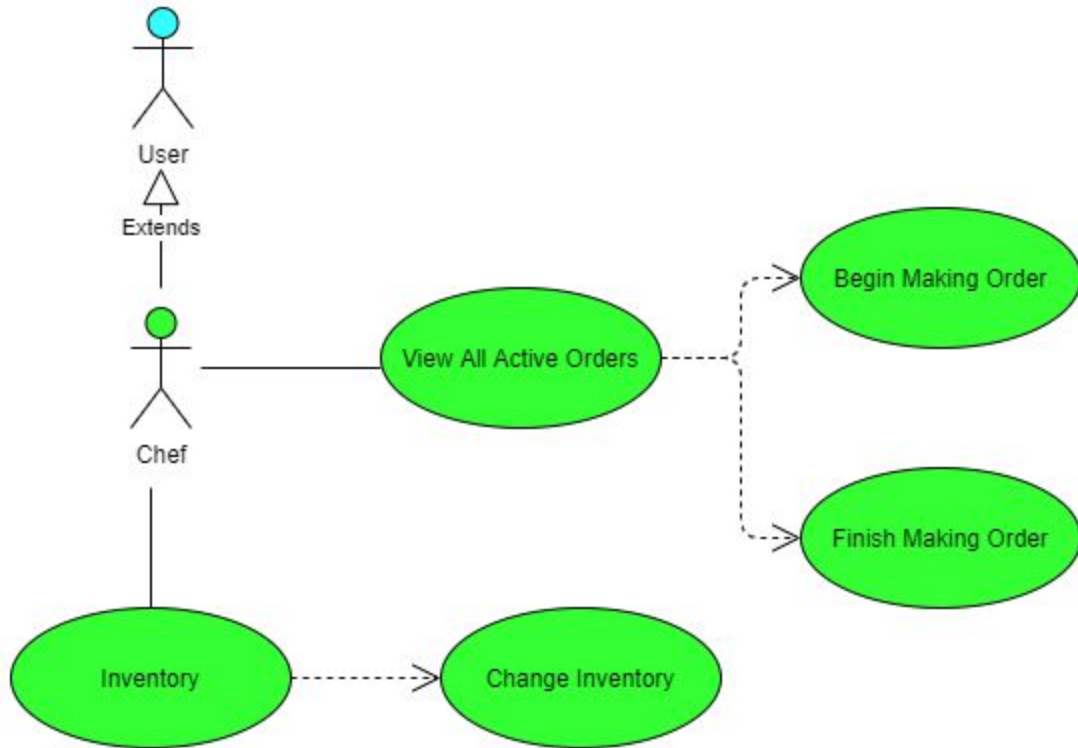 User
Extends
Chef
View All Active Orders
Begin Making Order
Finish Making Order
Inventory
Change Inventory